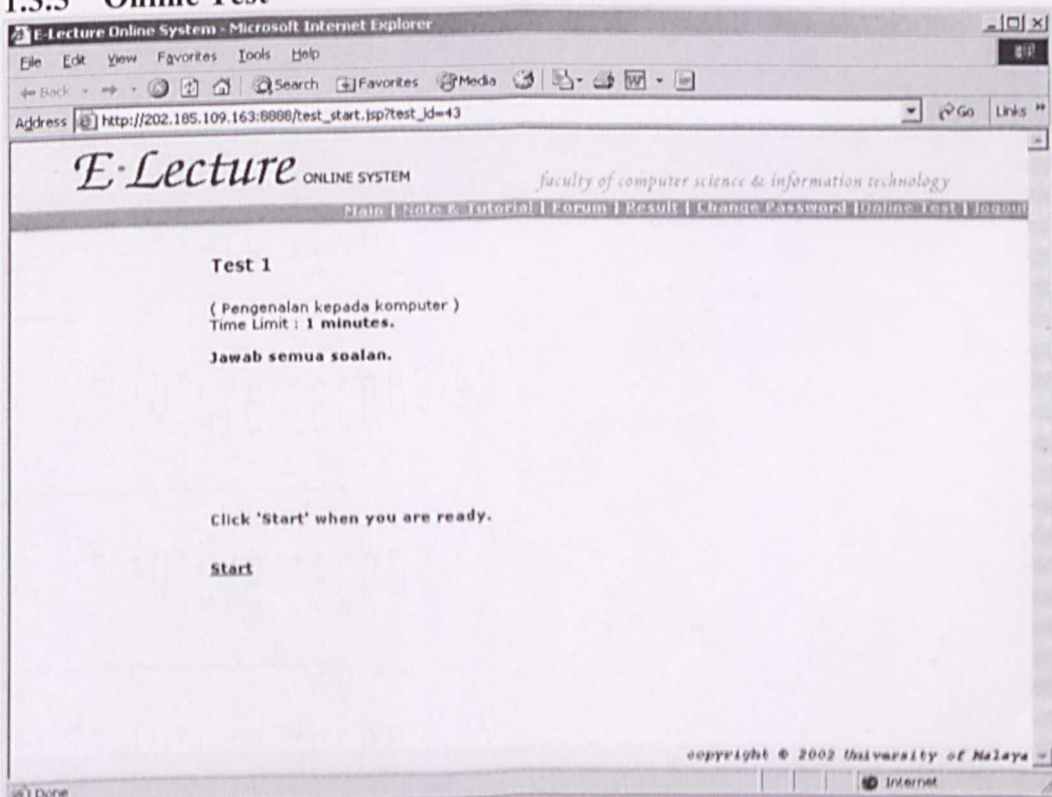 1.3.3 Online Test
E-Lecture Online System - Microsoft Internet Explorer
File Edit View Favorites Tools Help
Back Search Favorites Media
Address http://202.185.109.163:8888/test_start.jsp?test_id=43 Go Links »
E-Lecture ONLINE SYSTEM faculty of computer science & information technology
Main | Note & Tutorial | Forum | Result | Change Password | Online Test | logout
Test 1
( Pengenalan kepada komputer )
Time Limit : 1 minutes.
Jawab semua soalan.
Click 'Start' when you are ready.
Start
copyright © 2002 University of Malaya
Done Internet